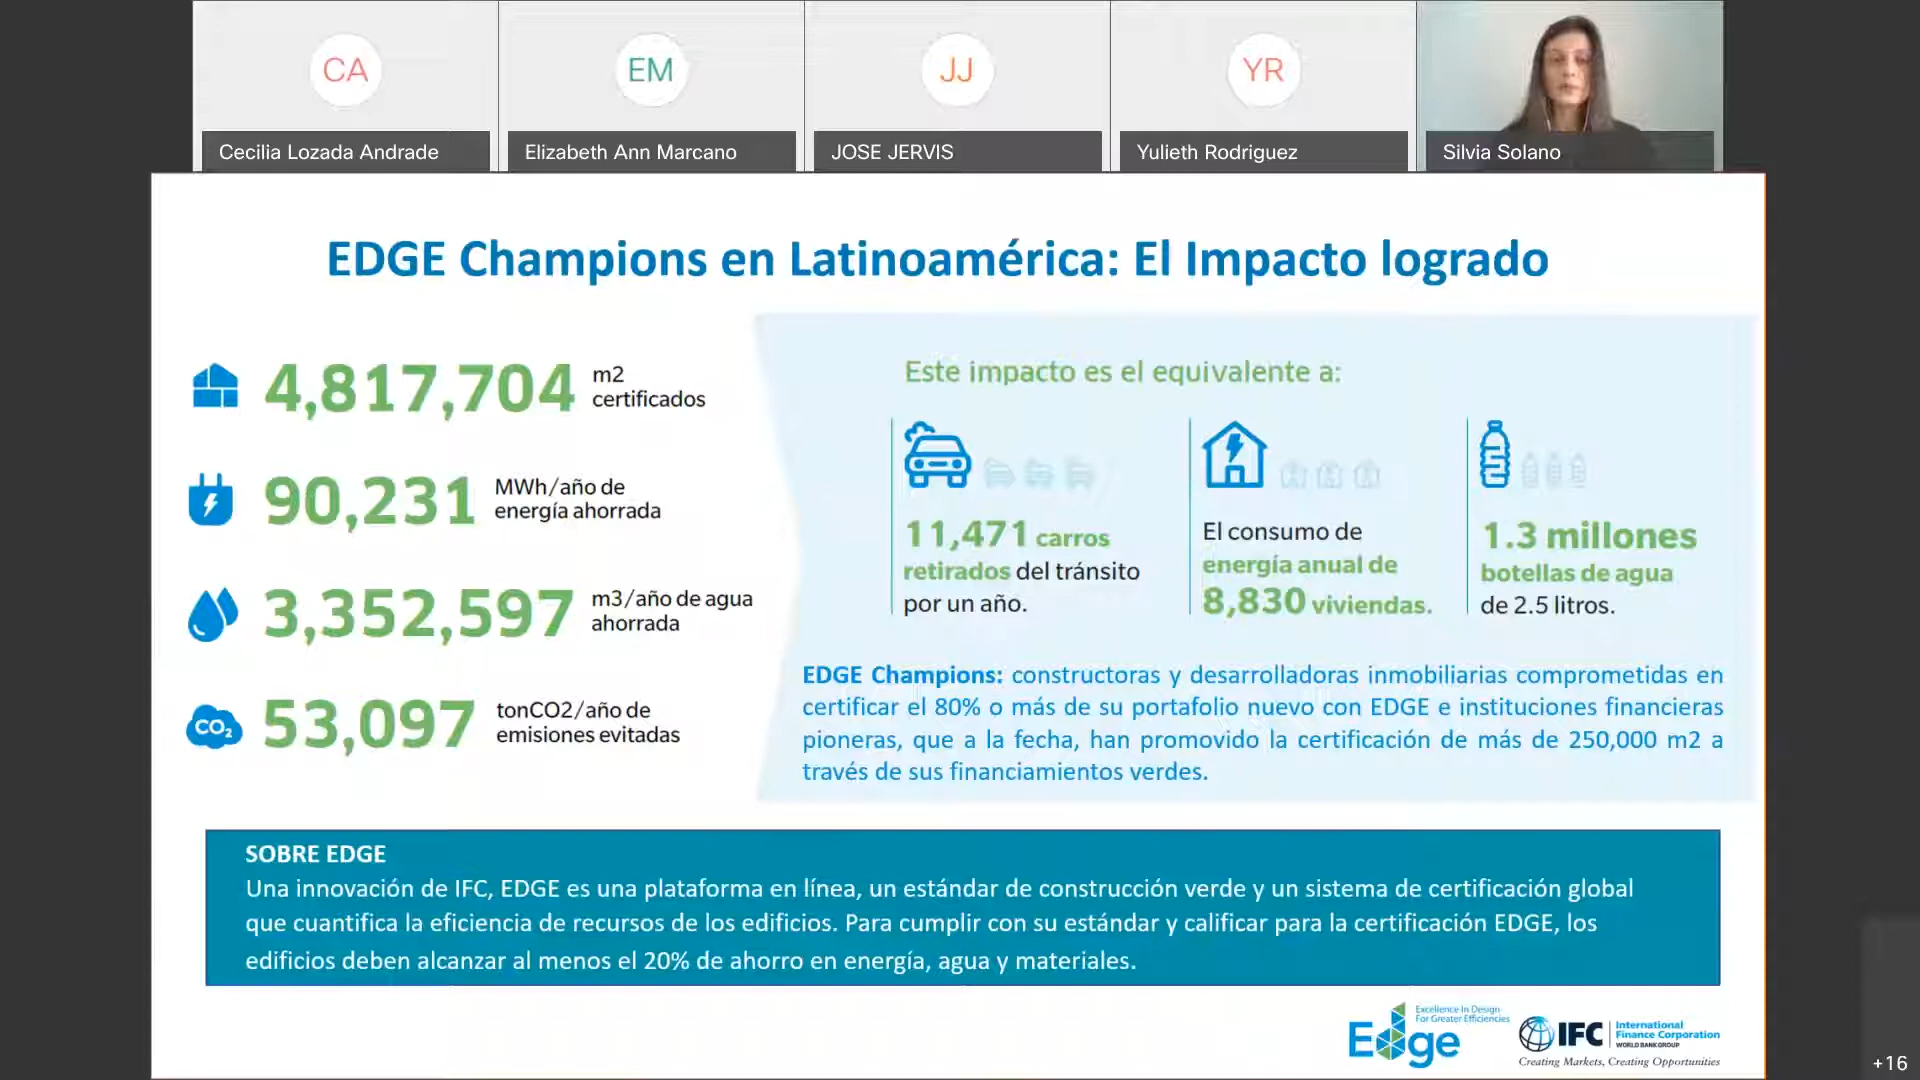 CA
EM
JJ
YR
Cecilia Lozada Andrade
Elizabeth Ann Marcano
JOSE JERVIS
Yulieth Rodriguez
Silvia Solano
EDGE Champions en Latinoamérica: El Impacto logrado
4,817,704 m2
certificados
90,231 MWh/año de
energía ahorrada
3,352,597 m3/año de agua
ahorrada
CO2
53,097 tonCO2/año de
emisiones evitadas
Este impacto es el equivalente a:
11,471 carros
retirados del tránsito
por un año.
El consumo de
energía anual de
8,830 viviendas.
1.3 millones
botellas de agua
de 2.5 litros.
EDGE Champions: constructoras y desarrolladoras inmobiliarias comprometidas en
certificar el 80% o más de su portafolio nuevo con EDGE e instituciones financieras
pioneras, que a la fecha, han promovido la certificación de más de 250,000 m2 a
través de sus financiamientos verdes.
SOBRE EDGE
Una innovación de IFC, EDGE es una plataforma en línea, un estándar de construcción verde y un sistema de certificación global
que cuantifica la eficiencia de recursos de los edificios. Para cumplir con su estándar y calificar para la certificación EDGE, los
edificios deben alcanzar al menos el 20% de ahorro en energía, agua y materiales.
Edge
Excellence In Design
For Greater Efficiencies
IFC
International
Finance Corporation
WORLD BANK GROUP
Creating Markets, Creating Opportunities
+16